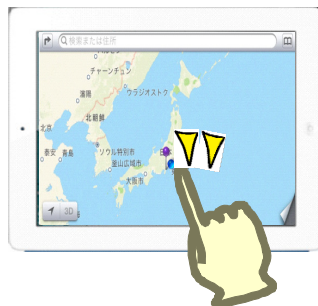 検索または住所
チャーンチュン
瀋陽
ウラジオストク
北朝鮮
北京
泰安
青島
ソウル特別市
釜山広域市
大阪市
3D